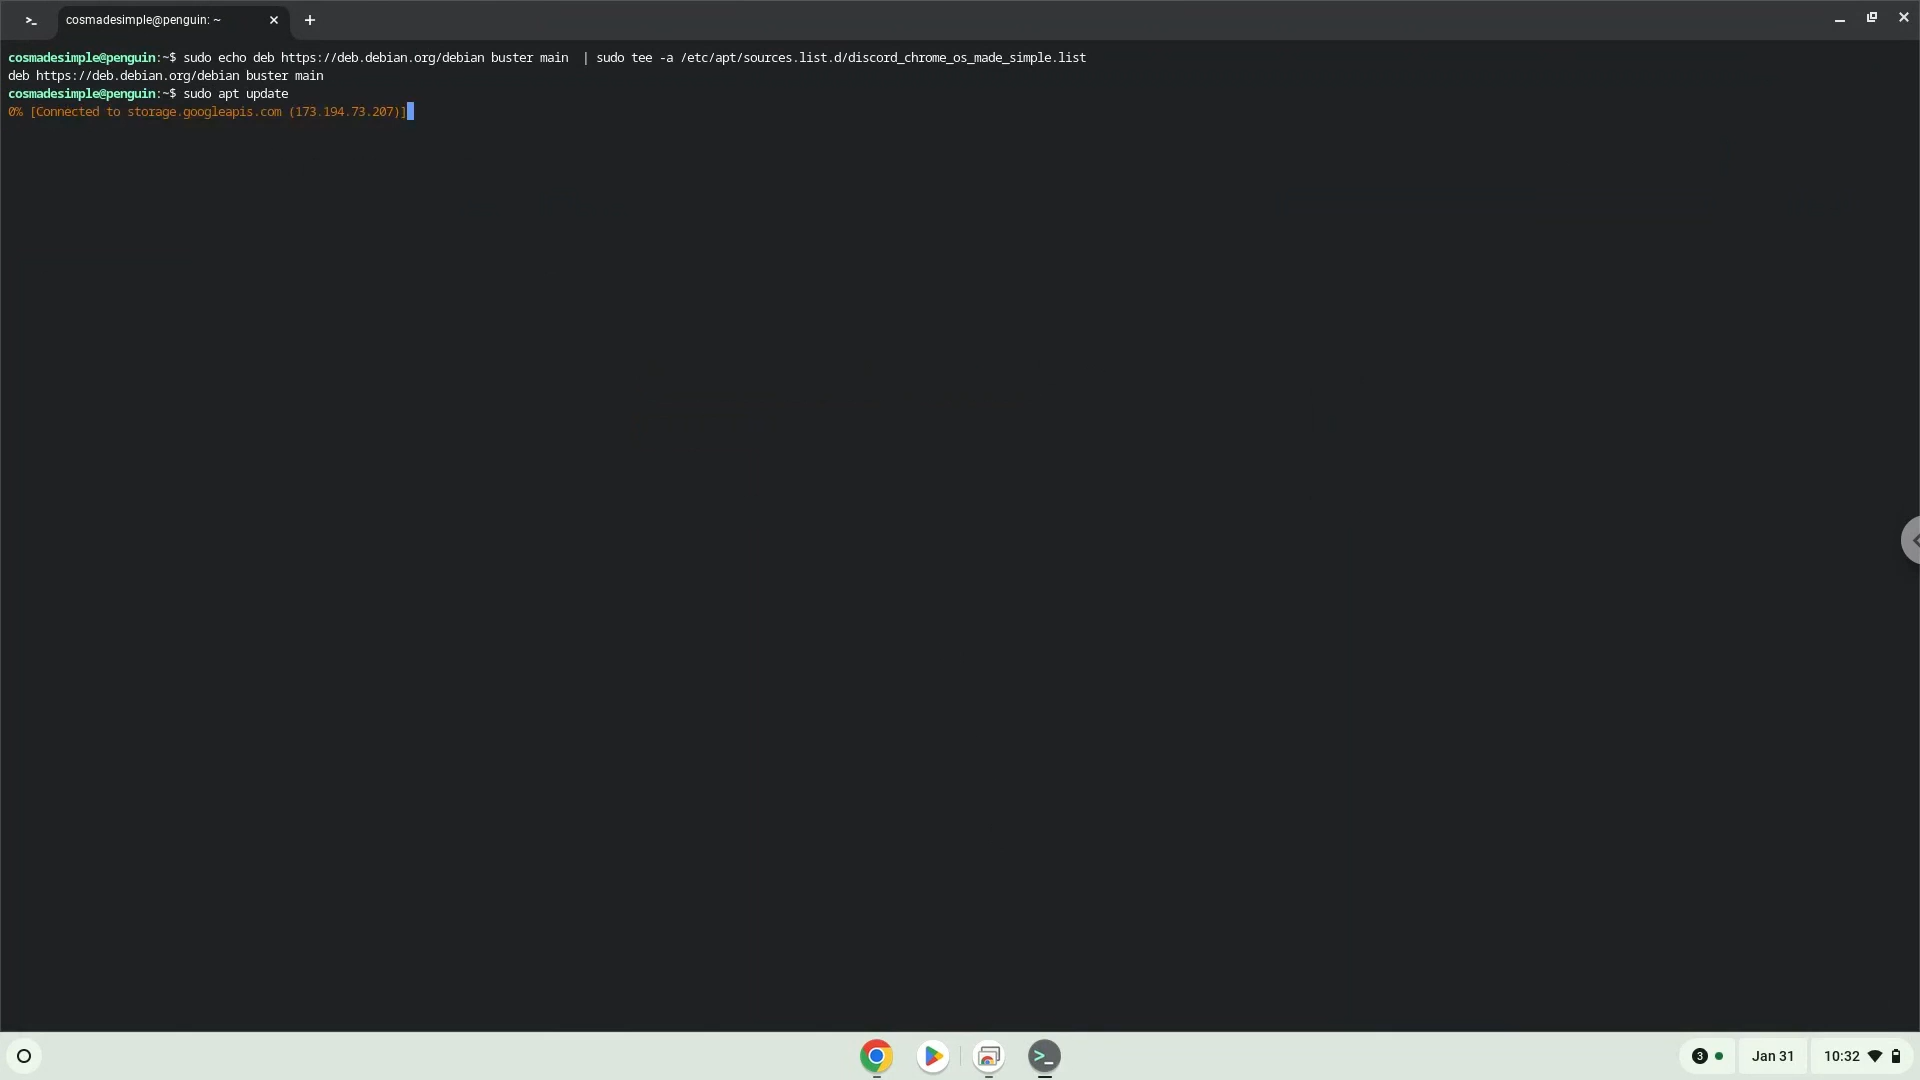 >_ cosmadesimple@penguin: ~
cosmadesimple@penguin:~$ sudo echo deb https://deb.debian.org/debian buster main  | sudo tee -a /etc/apt/sources.list.d/discord_chrome_os_made_simple.list
deb https://deb.debian.org/debian buster main
cosmadesimple@penguin:~$ sudo apt update
0% [Connected to storage.googleapis.com (173.194.73.207)]
>_ 3 Jan 31 10:32